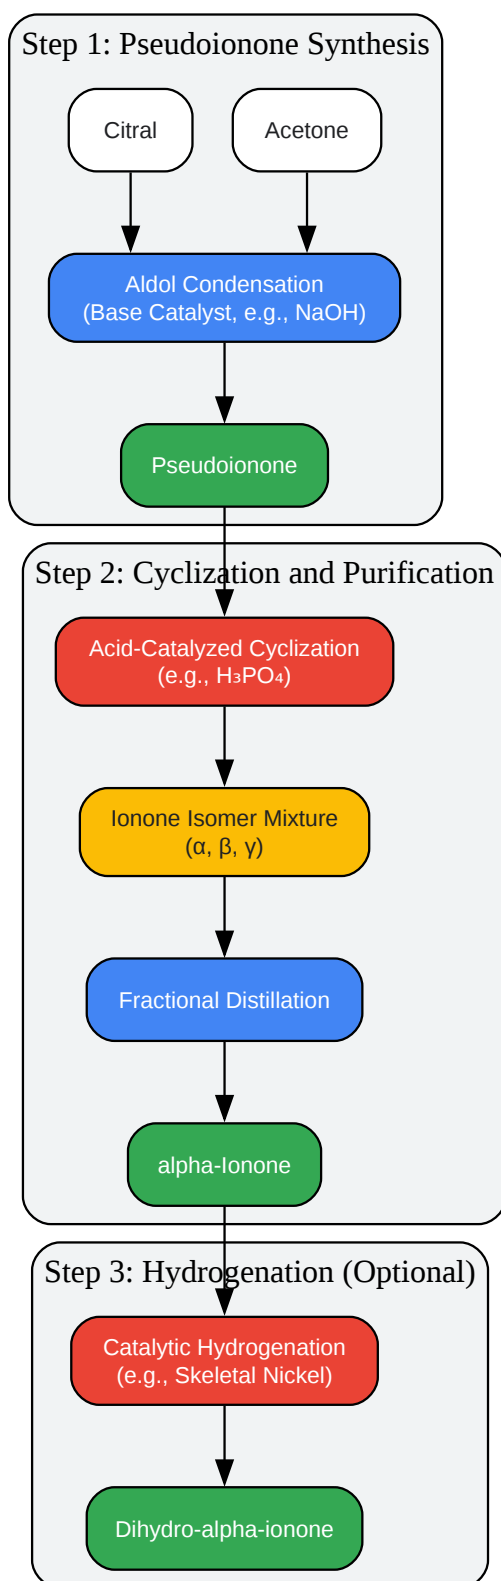 Step 1: Pseudoionone Synthesis
Citral
Acetone
Aldol Condensation
(Base Catalyst, e.g., NaOH)
Pseudoionone
Step 2: Cyclization and Purification
Acid-Catalyzed Cyclization
(e.g., H₃PO₄)
Ionone Isomer Mixture
(α, β, γ)
Fractional Distillation
alpha-Ionone
Step 3: Hydrogenation (Optional)
Catalytic Hydrogenation
(e.g., Skeletal Nickel)
Dihydro-alpha-ionone